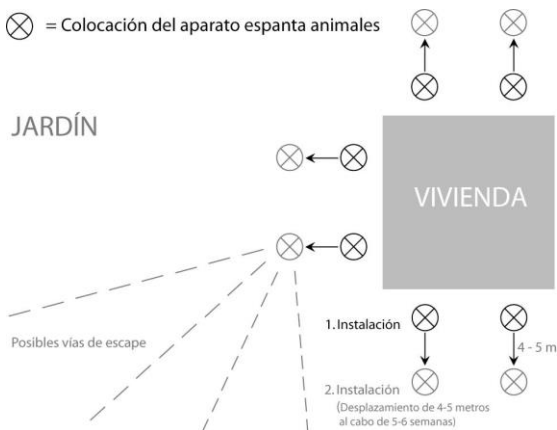 = Colocación del aparato espanta animales
JARDÍN
VIVIENDA
1. Instalación
4 - 5 m
Posibles vías de escape
2. Instalación
(Desplazamiento de 4-5 metros
al cabo de 5-6 semanas)